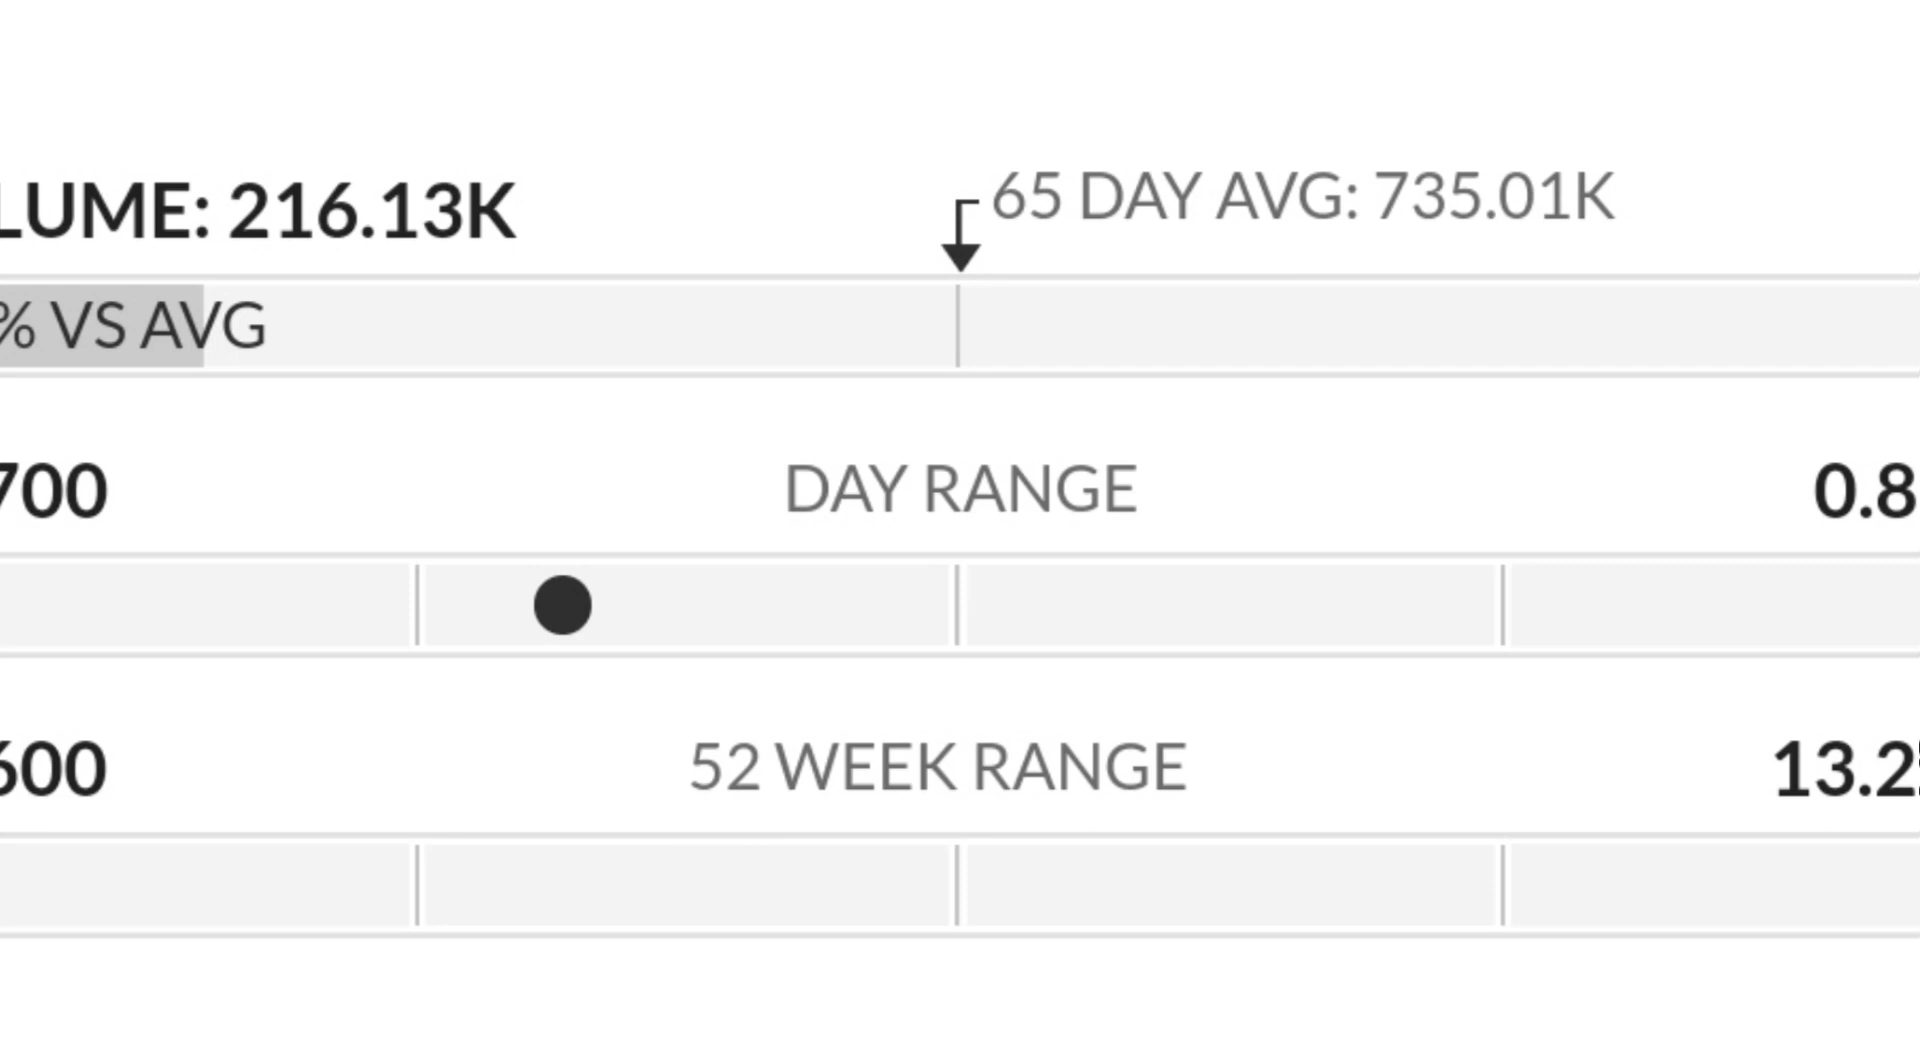 LUME: 216.13K
65 DAY AVG: 735.01K
% VS AVG
700 DAY RANGE 0.8
600 52 WEEK RANGE 13.2